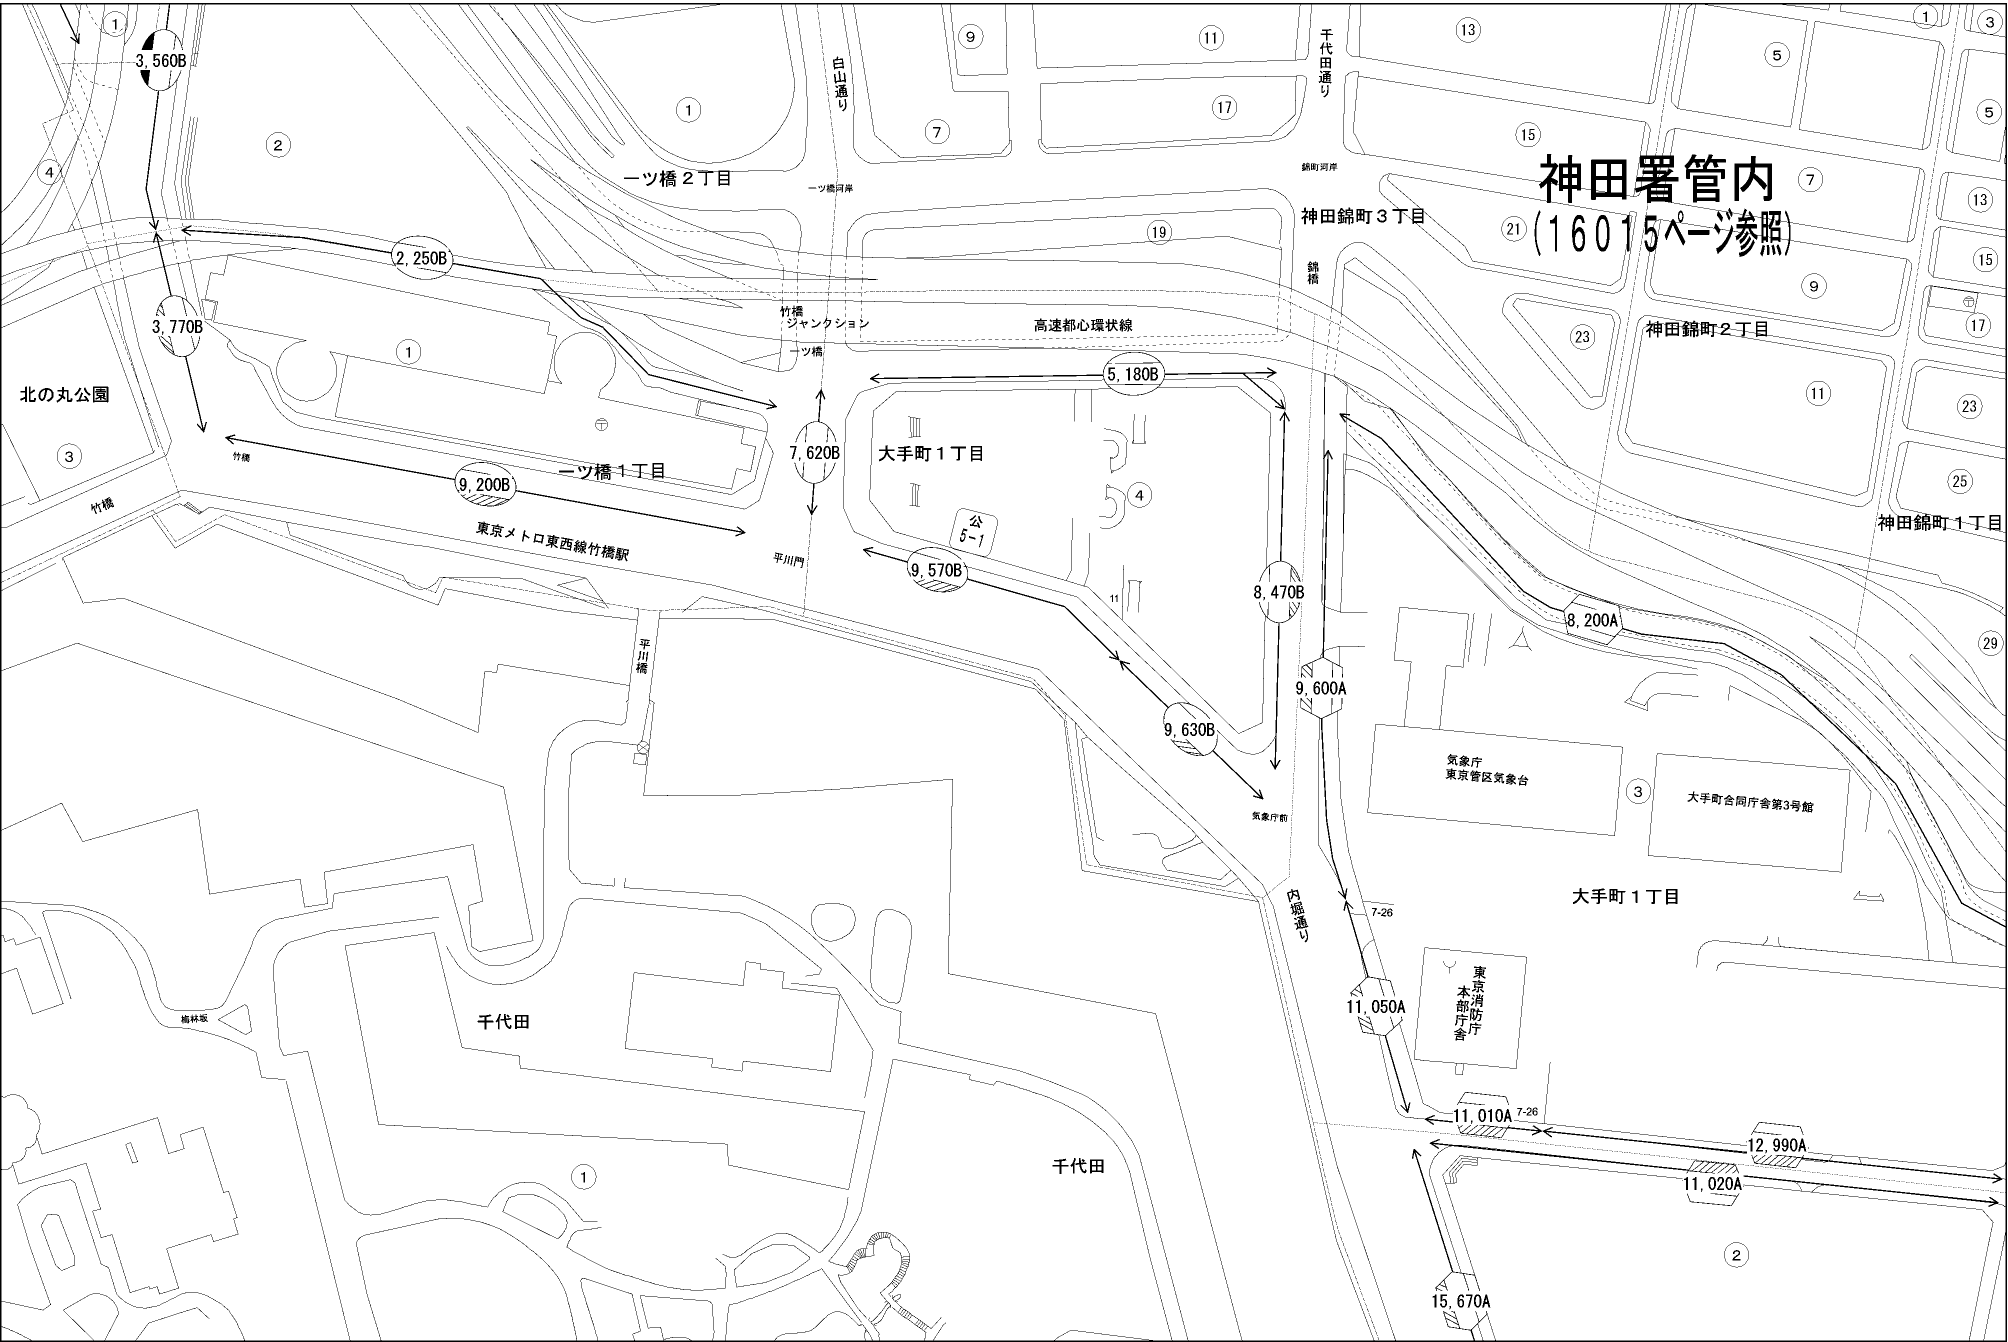 ①
3,560B
②
④
①
白山通り
⑨
⑪
千代田通り
⑬
⑤
①
③
⑰
⑦
⑮
⑤
一ツ橋２丁目
一ツ橋河岸
錦町河岸
神田署管内
(16015ページ参照)
⑦
⑬
神田錦町３丁目
⑲
㉑
⑮
2,250B
錦橋
⑨
⑰
3,770B
①
竹橋
ジャンクション
高速都心環状線
一ツ橋
㉓
神田錦町２丁目
北の丸公園
5,180B
⑪
㉓
③
竹橋
竹橋
一ツ橋１丁目
9,200B
7,620B
大手町１丁目
④
㉕
神田錦町１丁目
東京メトロ東西線竹橋駅
平川門
公
5-1
9,570B
11
8,470B
8,200A
㉙
平川橋
9,600A
9,630B
気象庁
東京管区気象台
③
大手町合同庁舎第3号館
気象庁前
大手町１丁目
内堀通り
7-26
11,050A
東京消防庁
本部庁舎
梅林坂
千代田
11,010A
7-26
12,990A
11,020A
千代田
①
②
15,670A